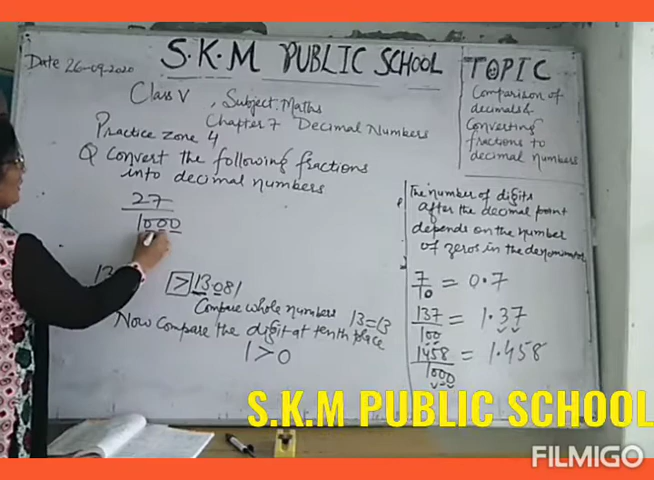 S.K.M PUBLIC SCHOOL
Date 26-09-2020
Class V , Subject: Maths
Chapter 7 Decimal Numbers
Practice Zone 4
Q Convert the following fractions
into decimal numbers
27
1000
13
> 13.081
Compare whole numbers 13=13
Now compare the digit at tenth place
1>0
TOPIC
Comparison of
decimals &
Converting
fractions to
decimal numbers
The number of digits
after the decimal point
depends on the number
of zeros in the denominator
7/10 = 0.7
137/100 = 1.37
1458/1000 = 1.458
S.K.M PUBLIC SCHOOL
FILMIGO